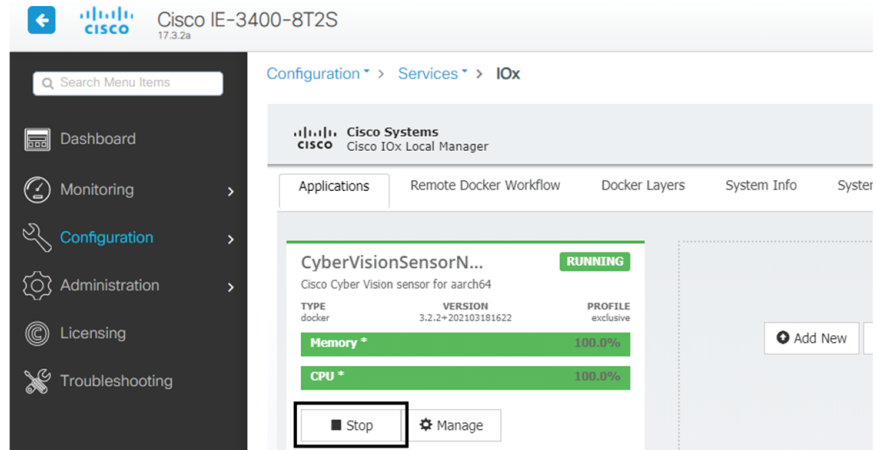 CISCO
Cisco IE-3400-8T2S
17.3.2a
Search Menu Items
Dashboard
Monitoring
Configuration
Administration
Licensing
Troubleshooting
Configuration > Services > IOx
CISCO
Cisco Systems
Cisco IOx Local Manager
Applications Remote Docker Workflow Docker Layers System Info Syster
CyberVisionSensorN... RUNNING
Cisco Cyber Vision sensor for aarch64
TYPE VERSION PROFILE
docker 3.2.2+202103181622 exclusive
Memory * 100.0%
CPU * 100.0%
Stop Manage
Add New